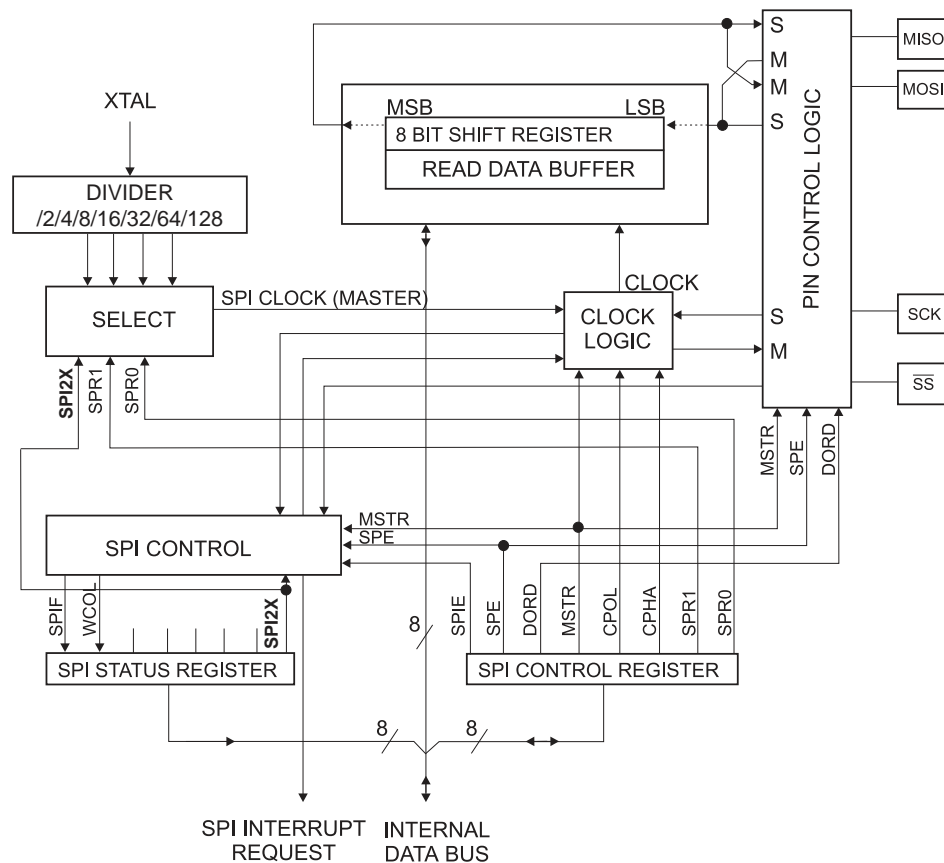 S
MISO
M
XTAL
MSB
LSB
M
MOSI
8 BIT SHIFT REGISTER
S
READ DATA BUFFER
DIVIDER
/2/4/8/16/32/64/128
PIN CONTROL LOGIC
SPI CLOCK (MASTER)
CLOCK
SELECT
CLOCK
LOGIC
S
SCK
M
SS
SPI2X
SPR1
SPR0
MSTR
SPE
DORD
MSTR
SPE
SPI CONTROL
SPIF
WCOL
SPI2X
8
SPIE
SPE
DORD
MSTR
CPOL
CPHA
SPR1
SPR0
SPI STATUS REGISTER
SPI CONTROL REGISTER
8
8
SPI INTERRUPT
REQUEST
INTERNAL
DATA BUS